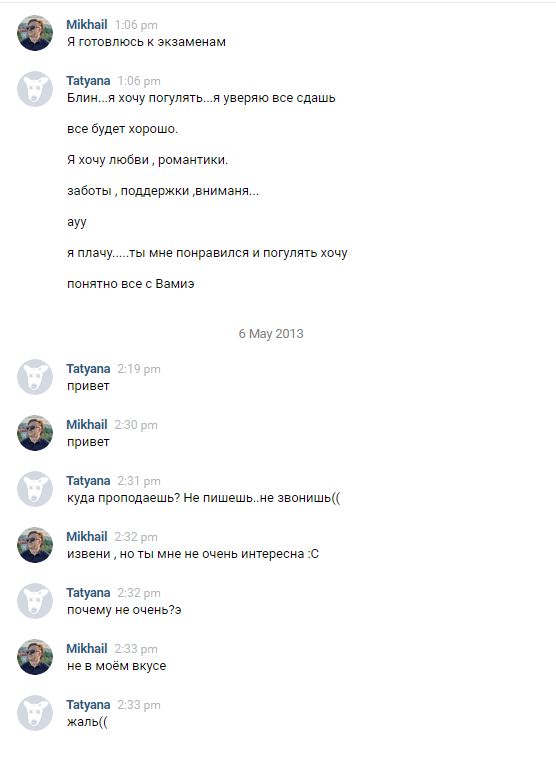 Mikhail 1:06 pm
Я готовлюсь к экзаменам
Tatyana 1:06 pm
Блин...я хочу погулять...я уверяю все сдашь
все будет хорошо.
Я хочу любви , романтики.
заботы , поддержки ,вниманя...
ауу
я плачу.....ты мне понравился и погулять хочу
понятно все с Вамиэ
6 May 2013
Tatyana 2:19 pm
привет
Mikhail 2:30 pm
привет
Tatyana 2:31 pm
куда проподаешь? Не пишешь..не звонишь((
Mikhail 2:32 pm
извени , но ты мне не очень интересна :С
Tatyana 2:32 pm
почему не очень?э
Mikhail 2:33 pm
не в моём вкусе
Tatyana 2:33 pm
жаль((